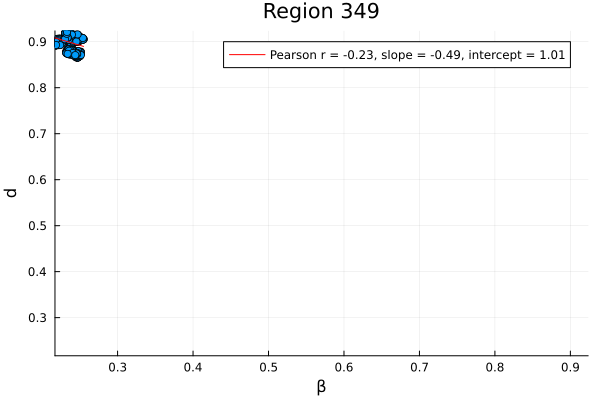 Region 349
Pearson r = -0.23, slope = -0.49, intercept = 1.01
d
0.9
0.8
0.7
0.6
0.5
0.4
0.3
0.3 0.4 0.5 0.6 0.7 0.8 0.9
β